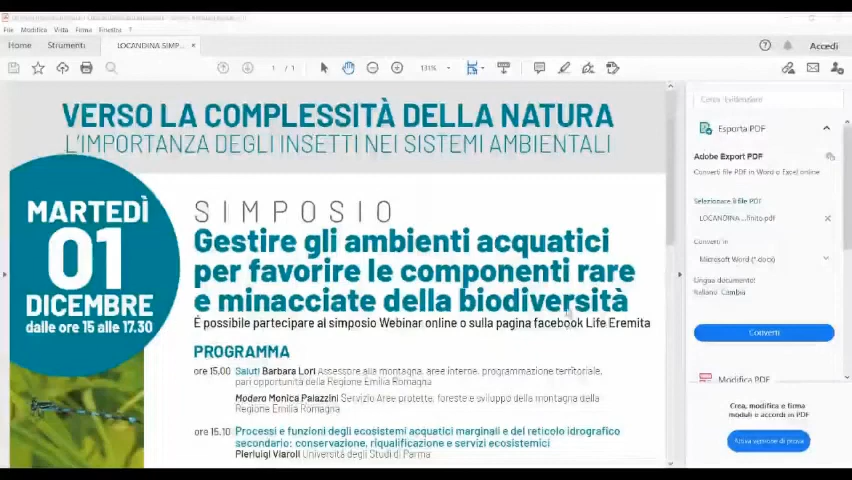 File Modifica Vista Firma Finestra ?
Home Strumenti LOCANDINA SIMP... × Accedi
1 / 1 131%
VERSO LA COMPLESSITÀ DELLA NATURA
L'IMPORTANZA DEGLI INSETTI NEI SISTEMI AMBIENTALI
MARTEDÌ
01
DICEMBRE
dalle ore 15 alle 17.30
SIMPOSIO
Gestire gli ambienti acquatici
per favorire le componenti rare
e minacciate della biodiversità
È possibile partecipare al simposio Webinar online o sulla pagina facebook Life Eremita
PROGRAMMA
ore 15.00 Saluti Barbara Lori Assessore alla montagna, aree interne, programmazione territoriale,
pari opportunità della Regione Emilia Romagna
Modera Monica Palazzini Servizio Aree protette, foreste e sviluppo della montagna della
Regione Emilia Romagna
ore 15.10 Processi e funzioni degli ecosistemi acquatici marginali e del reticolo idrografico
secondario: conservazione, riqualificazione e servizi ecosistemici
Pierluigi Viaroli Università degli Studi di Parma
Esporta PDF
Adobe Export PDF
Converti file PDF in Word o Excel online
Selezionare il file PDF
LOCANDINA ...finito.pdf ×
Converti in
Microsoft Word (*.docx)
Lingua documento:
Italiano Cambia
Converti
Modifica PDF
Crea, modifica e firma
moduli e accordi in PDF
Attiva versione di prova